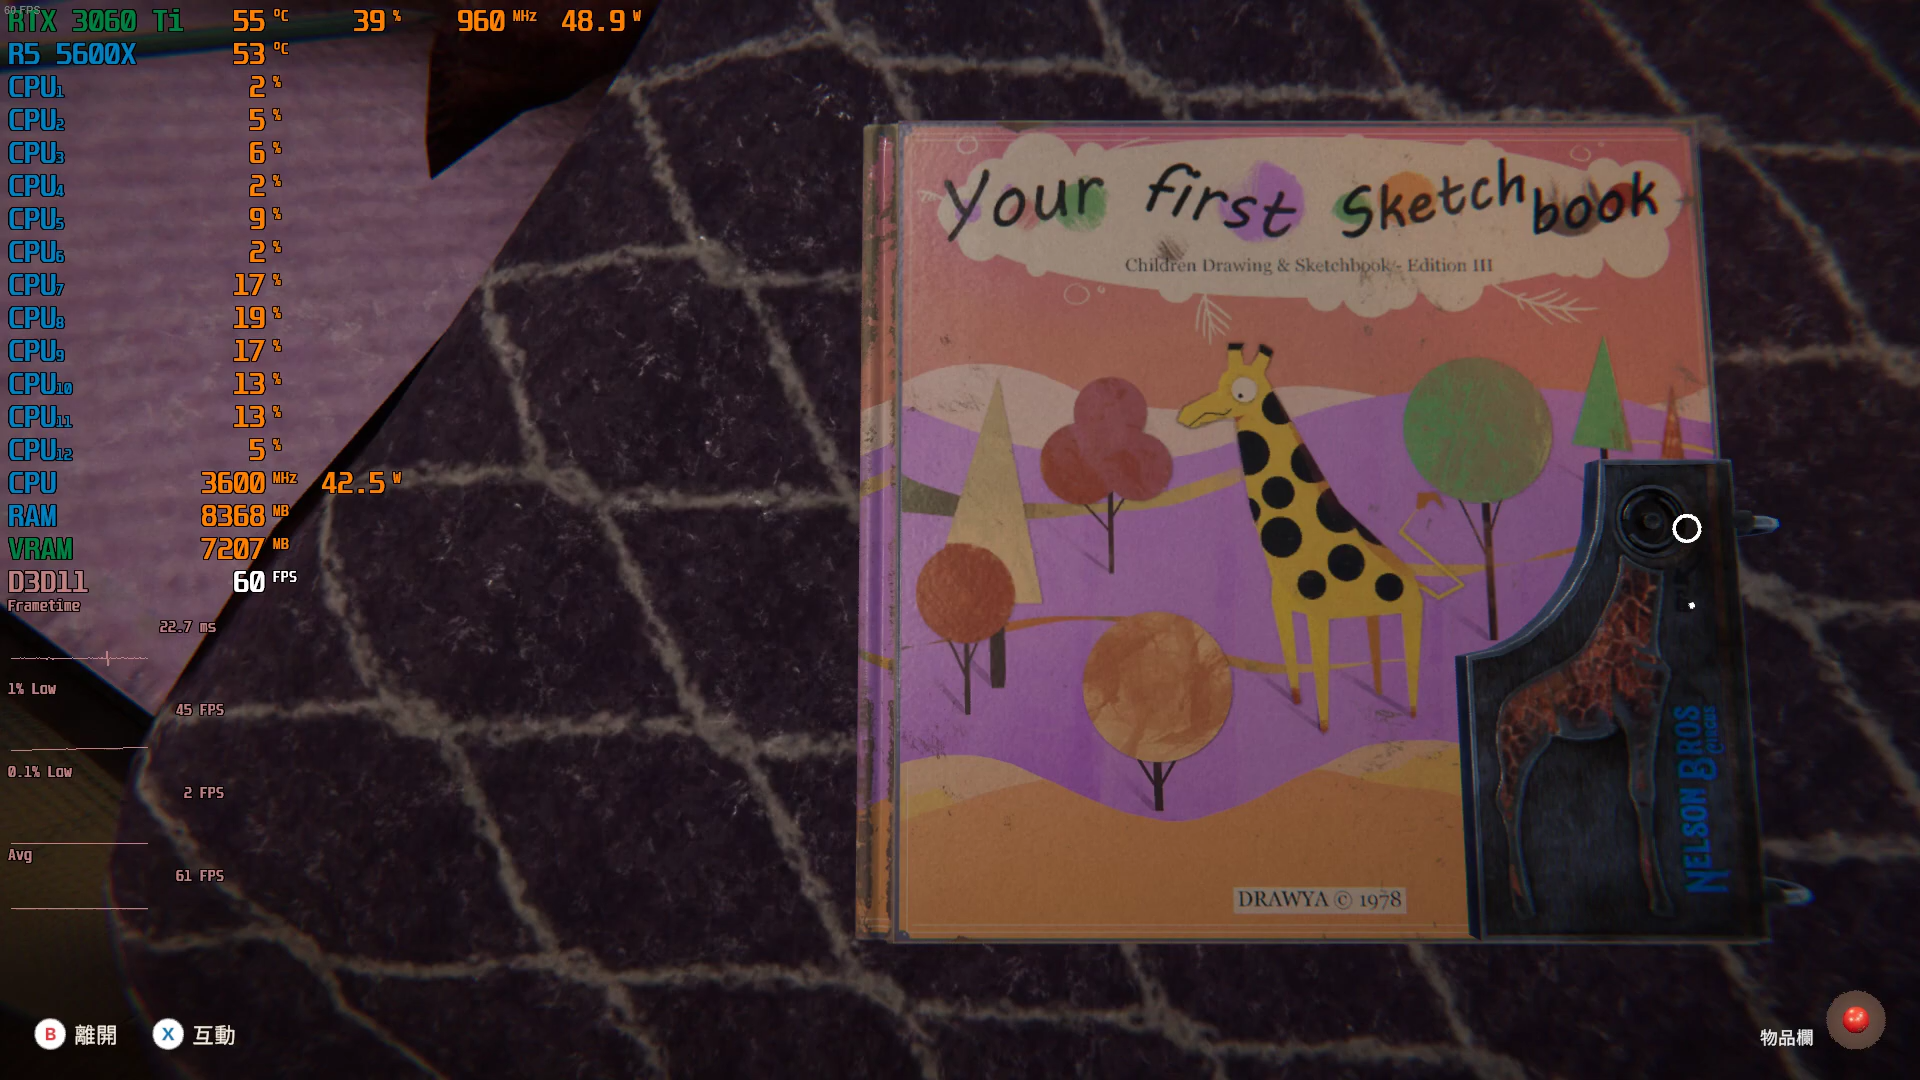 60 FPS
RTX 3060 Ti 55 °C 39 % 960 MHz 48.9 W
R5 5600X 53 °C
CPU1 2 %
CPU2 5 %
CPU3 6 %
CPU4 2 %
CPU5 9 %
CPU6 2 %
CPU7 17 %
CPU8 19 %
CPU9 17 %
CPU10 13 %
CPU11 13 %
CPU12 5 %
CPU 3600 MHz 42.5 W
RAM 8368 MB
VRAM 7207 MB
D3D11 60 FPS
Frametime
22.7 ms
1% Low
45 FPS
0.1% Low
2 FPS
Avg
61 FPS
Your first Sketchbook
Children Drawing & Sketchbook - Edition III
NELSON BROS
CIRCUS
DRAWYA © 1978
B 離開 X 互動
物品欄